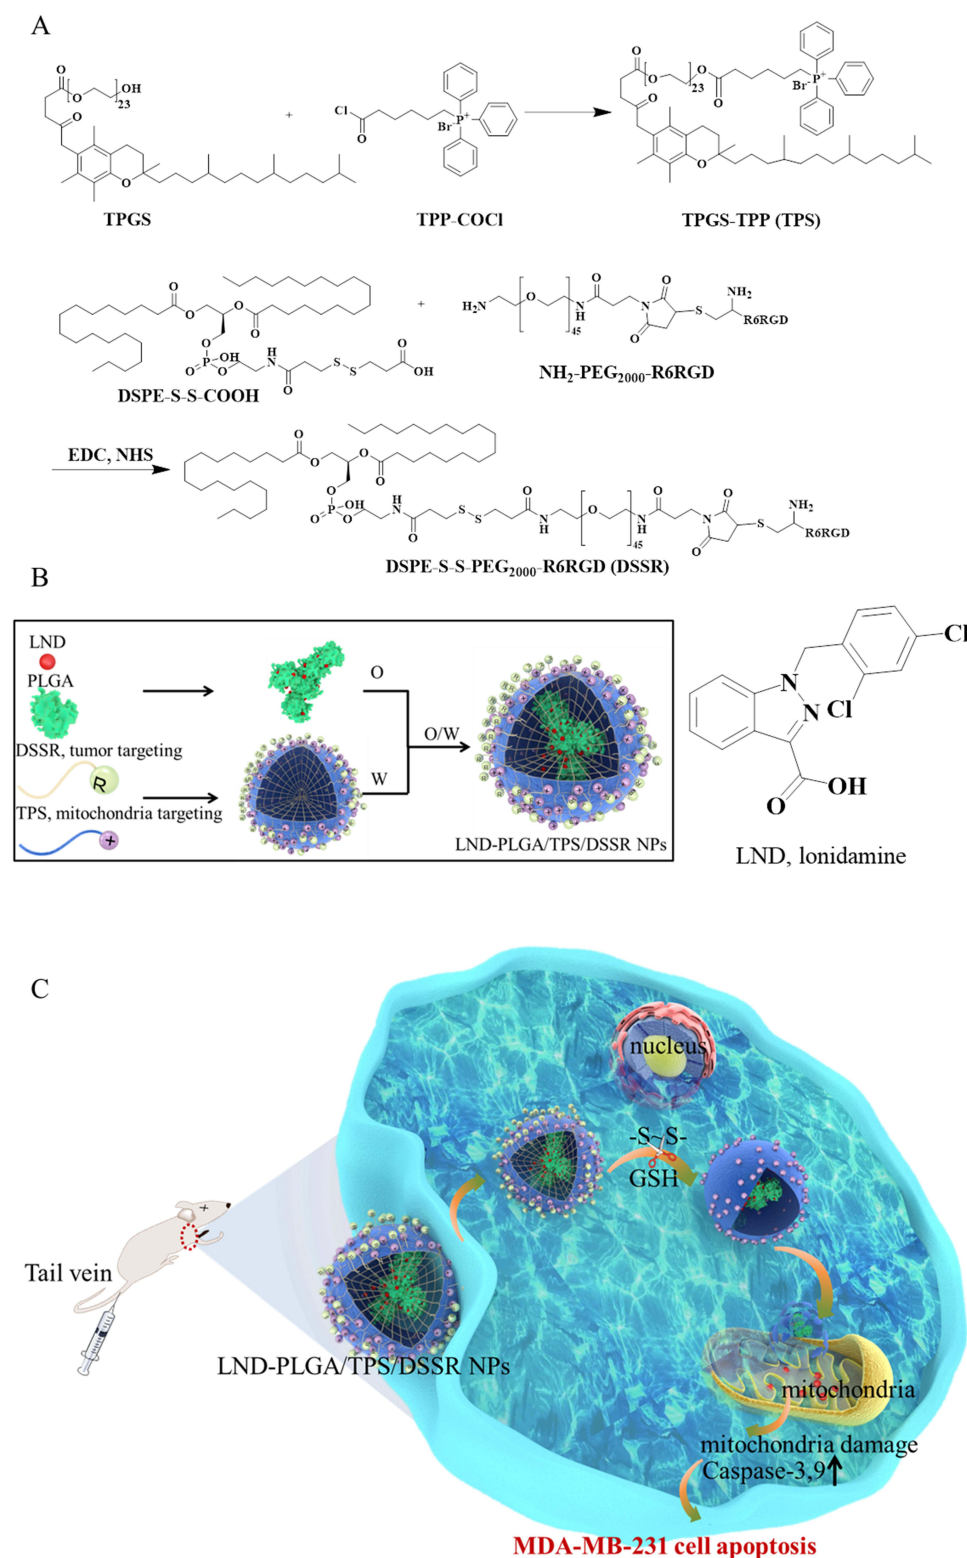 A
TPGS
+
TPP-COCl
TPGS-TPP (TPS)
O
O
O
23
OH
O
O
Cl
O
Br P+
O
O
O
23
O
O
Br P+
O
O
DSPE-S-S-COOH
+
NH2-PEG2000-R6RGD
O
O
O
O
O
O P OH
O
H
N
O
S
S
O
OH
H2N
O
45
N
H
O
N
O
O
S
NH2
R6RGD
EDC, NHS
O
O
O
O
O
O P OH
O
H
N
O
S
S
O
N
H
O
45
N
H
O
N
O
O
S
NH2
R6RGD
DSPE-S-S-PEG2000-R6RGD (DSSR)
B
LND
PLGA
DSSR, tumor targeting
R
TPS, mitochondria targeting
+
O
W
O/W
LND-PLGA/TPS/DSSR NPs
Cl
N
N
Cl
O
OH
LND, lonidamine
C
nucleus
-S-S-
GSH
Tail vein
LND-PLGA/TPS/DSSR NPs
mitochondria
mitochondria damage
Caspase-3,9
MDA-MB-231 cell apoptosis